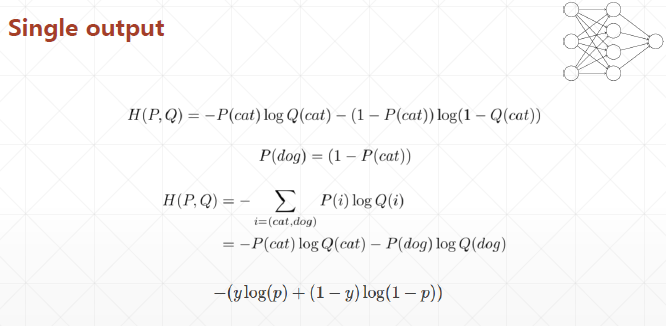 Single output
H(P,Q) = −P(cat) log Q(cat) − (1 − P(cat)) log(1 − Q(cat))
P(dog) = (1 − P(cat))
H(P,Q) = − ∑ P(i) log Q(i)
i=(cat,dog)
= −P(cat) log Q(cat) − P(dog) log Q(dog)
−(y log(p) + (1 − y) log(1 − p))